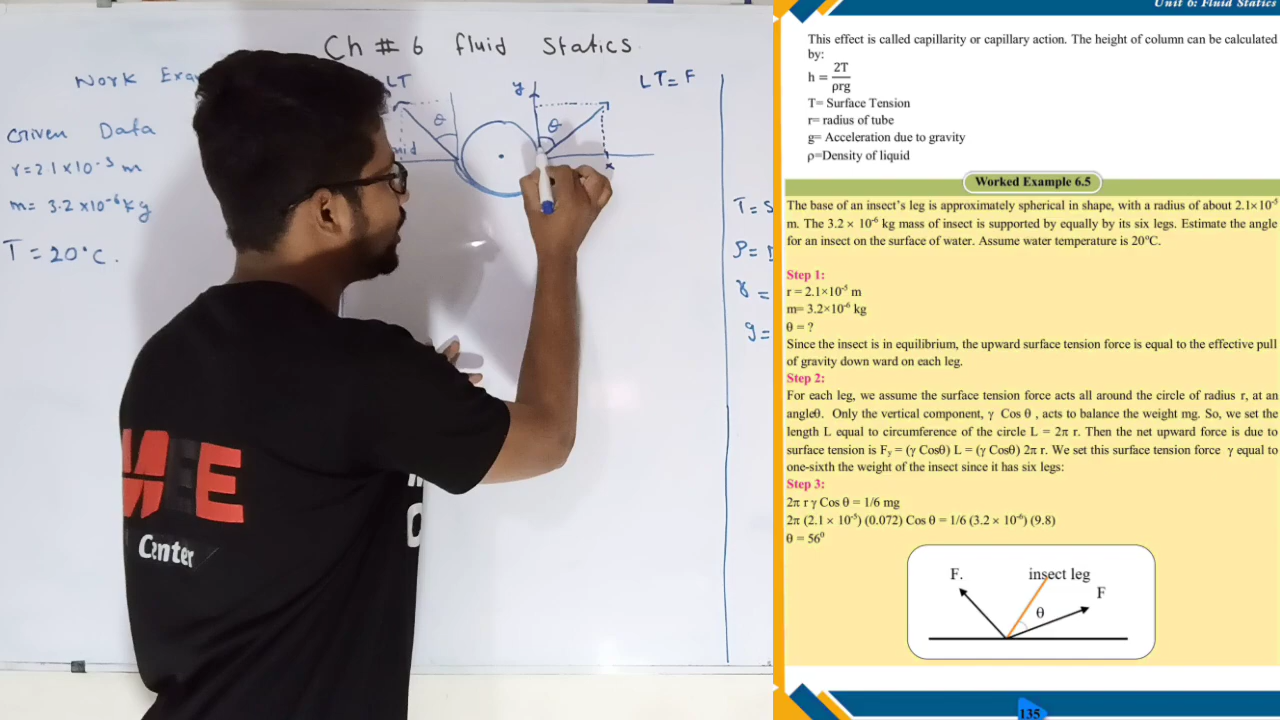 Ch # 6 fluid Statics
Work Exa
LT
LT = F
Given Data
r = 2.1 x 10⁻⁵ m
m = 3.2 x 10⁻⁶ kg
T = 20°C.
θ
y
θ
x
T = S
ρ =
γ =
g =
Center
Unit 6: Fluid Statics
This effect is called capillarity or capillary action. The height of column can be calculated
by:
h = 2T/ρrg
T= Surface Tension
r= radius of tube
g= Acceleration due to gravity
ρ=Density of liquid
Worked Example 6.5
The base of an insect's leg is approximately spherical in shape, with a radius of about 2.1×10⁻⁵
m. The 3.2 × 10⁻⁶ kg mass of insect is supported by equally by its six legs. Estimate the angle
for an insect on the surface of water. Assume water temperature is 20°C.
Step 1:
r = 2.1×10⁻⁵ m
m= 3.2×10⁻⁶ kg
θ = ?
Since the insect is in equilibrium, the upward surface tension force is equal to the effective pull
of gravity down ward on each leg.
Step 2:
For each leg, we assume the surface tension force acts all around the circle of radius r, at an
angleθ. Only the vertical component, γ Cos θ , acts to balance the weight mg. So, we set the
length L equal to circumference of the circle L = 2π r. Then the net upward force is due to
surface tension is Fᵧ = (γ Cosθ) L = (γ Cosθ) 2π r. We set this surface tension force γ equal to
one-sixth the weight of the insect since it has six legs:
Step 3:
2π r γ Cos θ = 1/6 mg
2π (2.1 × 10⁻⁵) (0.072) Cos θ = 1/6 (3.2 × 10⁻⁶) (9.8)
θ = 56⁰
F.
insect leg
F
θ
135